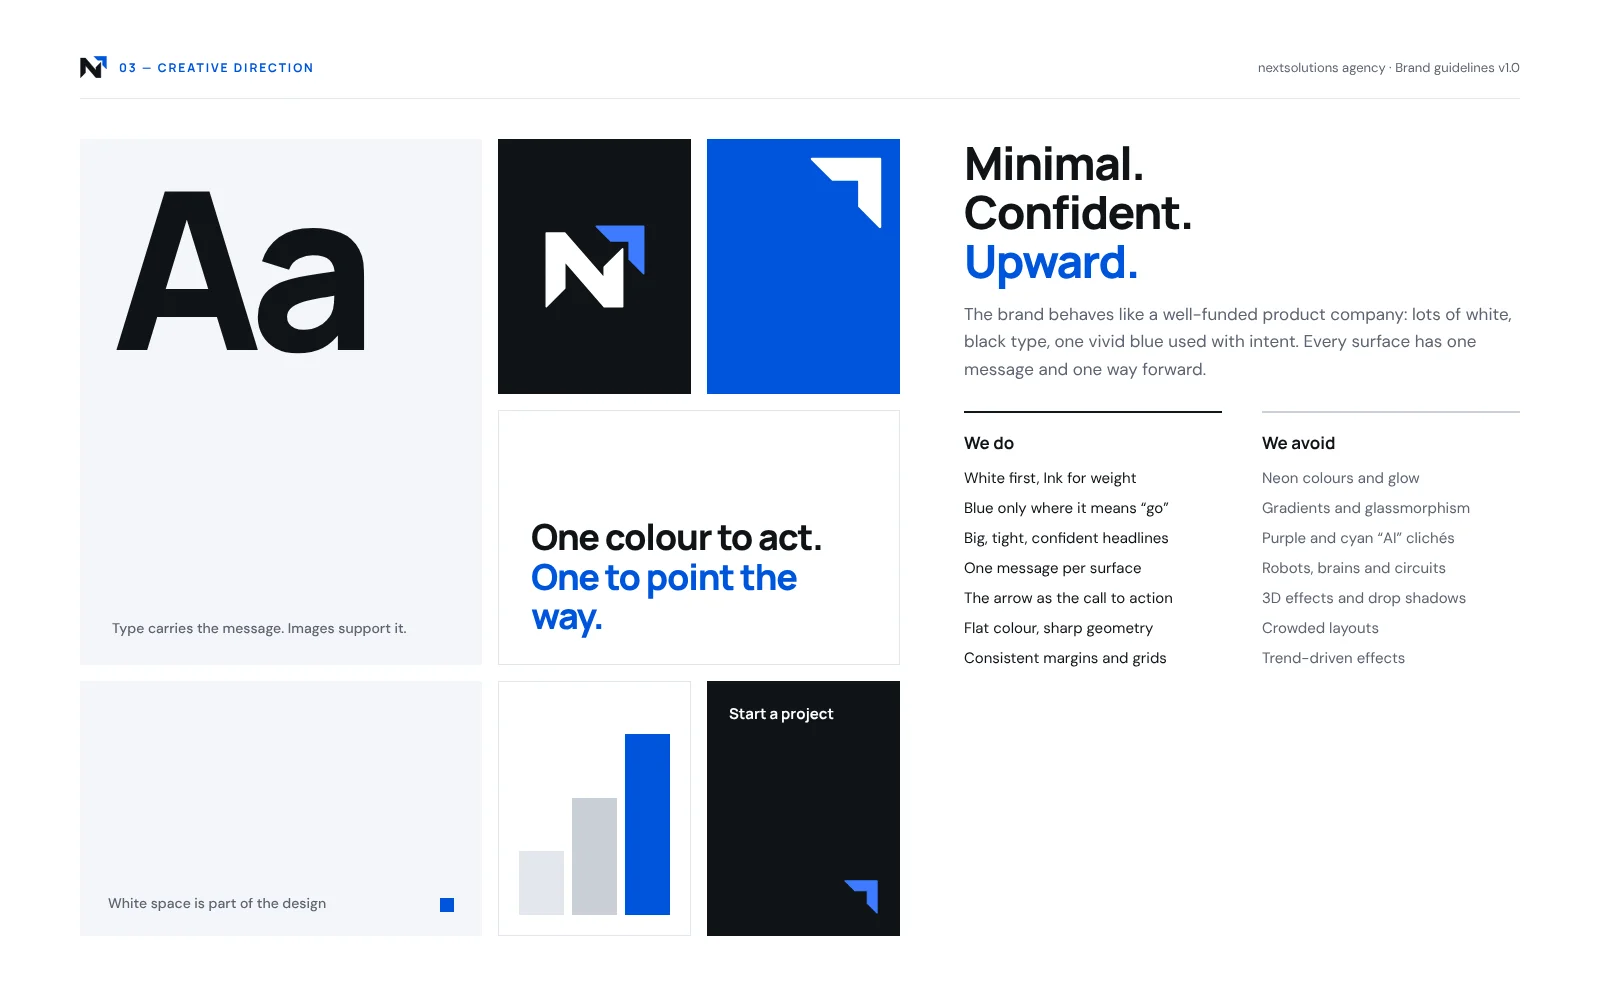 03 — CREATIVE DIRECTION
nextsolutions agency · Brand guidelines v1.0
Aa
Type carries the message. Images support it.
One colour to act.
One to point the
way.
White space is part of the design
Start a project
Minimal.
Confident.
Upward.
The brand behaves like a well-funded product company: lots of white,
black type, one vivid blue used with intent. Every surface has one
message and one way forward.
We do
White first, Ink for weight
Blue only where it means “go”
Big, tight, confident headlines
One message per surface
The arrow as the call to action
Flat colour, sharp geometry
Consistent margins and grids
We avoid
Neon colours and glow
Gradients and glassmorphism
Purple and cyan “AI” clichés
Robots, brains and circuits
3D effects and drop shadows
Crowded layouts
Trend-driven effects